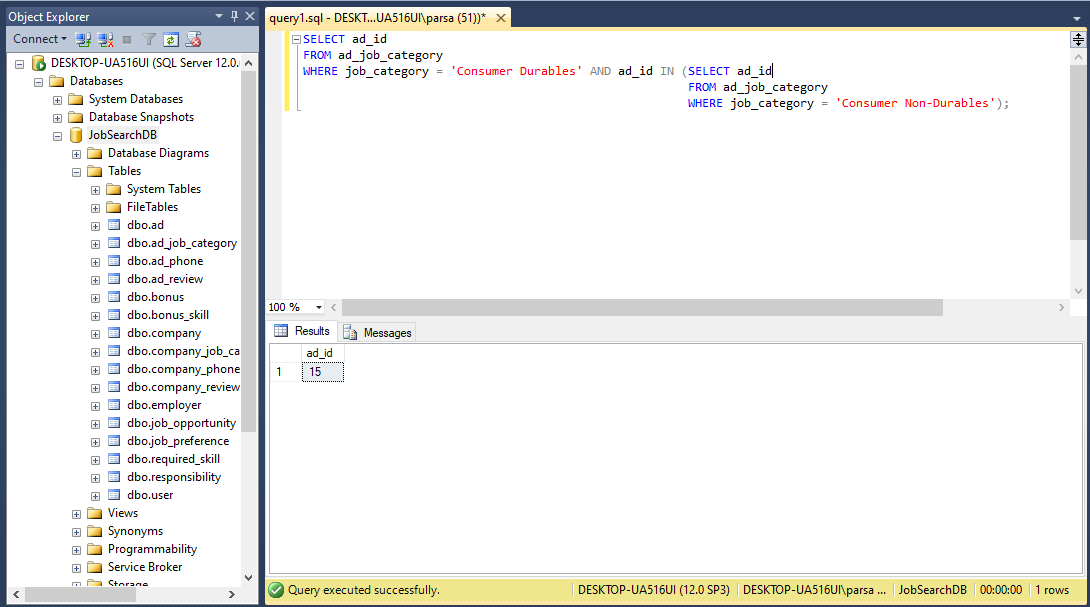 Object Explorer
Connect
DESKTOP-UA516UI (SQL Server 12.0.
Databases
System Databases
Database Snapshots
JobSearchDB
Database Diagrams
Tables
System Tables
FileTables
dbo.ad
dbo.ad_job_category
dbo.ad_phone
dbo.ad_review
dbo.bonus
dbo.bonus_skill
dbo.company
dbo.company_job_ca
dbo.company_phone
dbo.company_review
dbo.employer
dbo.job_opportunity
dbo.job_preference
dbo.required_skill
dbo.responsibility
dbo.user
Views
Synonyms
Programmability
Service Broker
Storage
query1.sql - DESKT...UA516UI\parsa (51))*
SELECT ad_id
FROM ad_job_category
WHERE job_category = 'Consumer Durables' AND ad_id IN (SELECT ad_id
FROM ad_job_category
WHERE job_category = 'Consumer Non-Durables');
100 %
Results Messages
ad_id
1 15
Query executed successfully. DESKTOP-UA516UI (12.0 SP3) DESKTOP-UA516UI\parsa ... JobSearchDB 00:00:00 1 rows